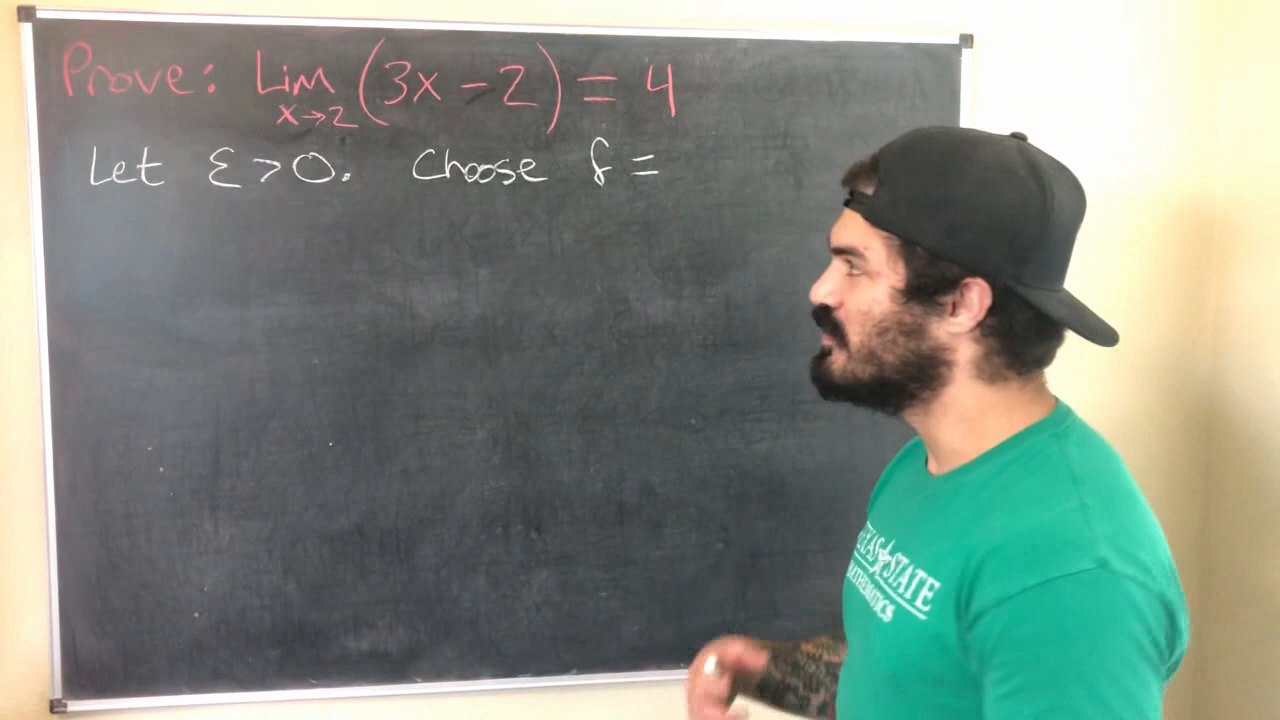 Prove: Lim (3x - 2) = 4
x→2
Let ε > 0. Choose δ =
TEXAS STATE
MATHEMATICS